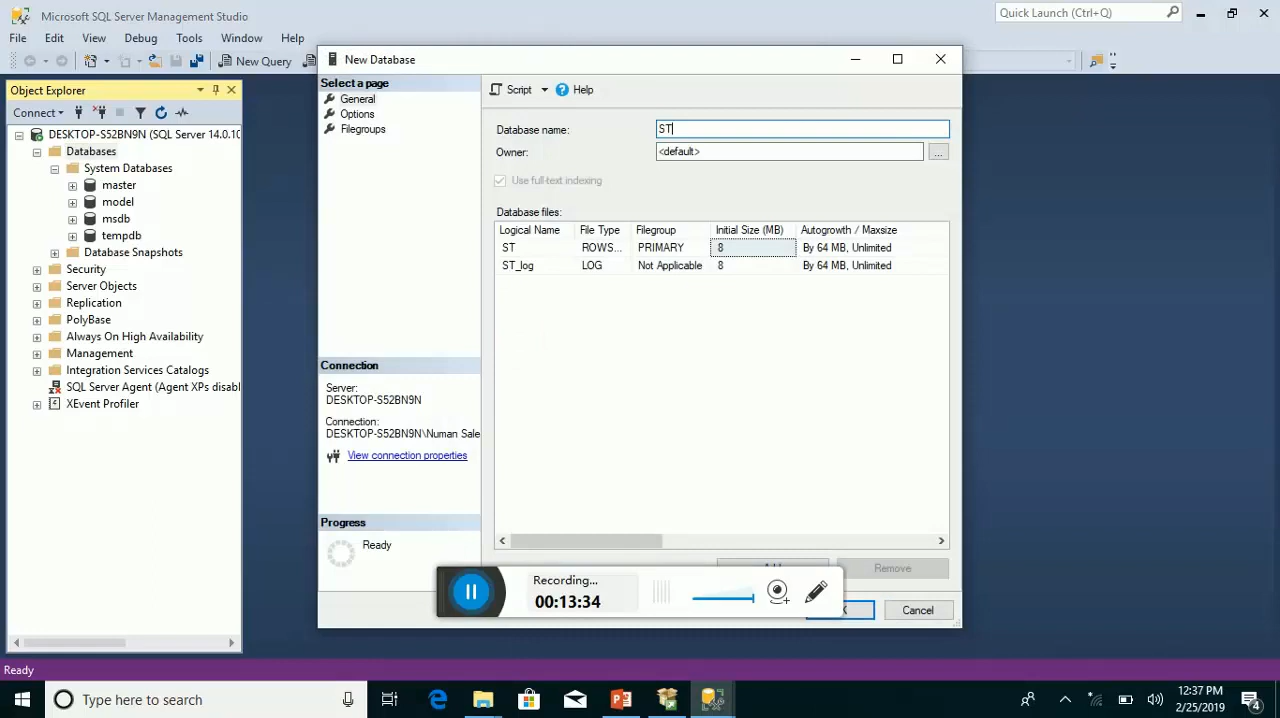 Microsoft SQL Server Management Studio
Quick Launch (Ctrl+Q)
File Edit View Debug Tools Window Help
New Query
Object Explorer
Connect
DESKTOP-S52BN9N (SQL Server 14.0.10
Databases
System Databases
master
model
msdb
tempdb
Database Snapshots
Security
Server Objects
Replication
PolyBase
Always On High Availability
Management
Integration Services Catalogs
SQL Server Agent (Agent XPs disabl
XEvent Profiler
New Database
Select a page
General
Options
Filegroups
Connection
Server:
DESKTOP-S52BN9N
Connection:
DESKTOP-S52BN9N\Numan Sale
View connection properties
Progress
Ready
Script Help
Database name: ST
Owner: <default> ...
Use full-text indexing
Database files:
Logical Name File Type Filegroup Initial Size (MB) Autogrowth / Maxsize
ST ROWS... PRIMARY 8 By 64 MB, Unlimited
ST_log LOG Not Applicable 8 By 64 MB, Unlimited
Remove
Cancel
Recording...
00:13:34
Ready
Type here to search
12:37 PM
2/25/2019
4